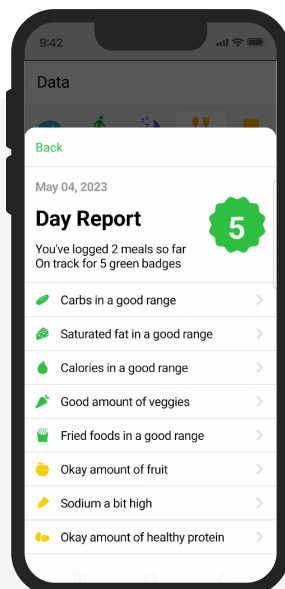 9:42
Data
Back
May 04, 2023
Day Report
5
You've logged 2 meals so far
On track for 5 green badges
Carbs in a good range
Saturated fat in a good range
Calories in a good range
Good amount of veggies
Fried foods in a good range
Okay amount of fruit
Sodium a bit high
Okay amount of healthy protein